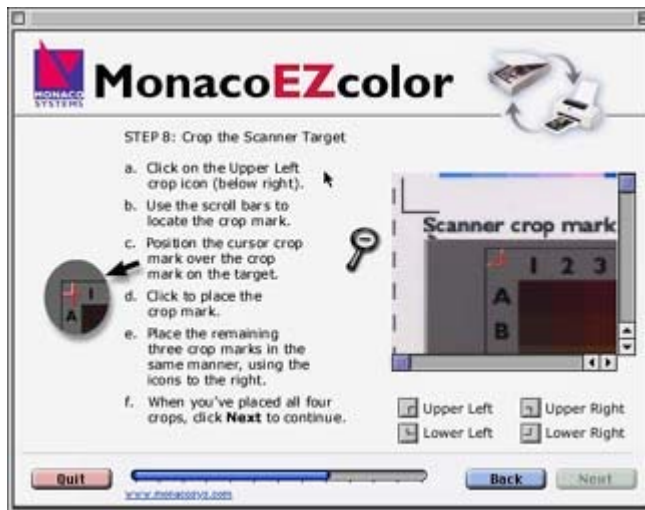 MONACO
SYSTEMS
MonacoEZcolor
STEP 8: Crop the Scanner Target
a. Click on the Upper Left
crop icon (below right).
b. Use the scroll bars to
locate the crop mark.
c. Position the cursor crop
mark over the crop
mark on the target.
d. Click to place the
crop mark.
e. Place the remaining
three crop marks in the
same manner, using the
icons to the right.
f. When you've placed all four
crops, click Next to continue.
1
A
Scanner crop mark
1 2 3
A
B
Upper Left
Upper Right
Lower Left
Lower Right
Quit
www.monacosys.com
Back
Next